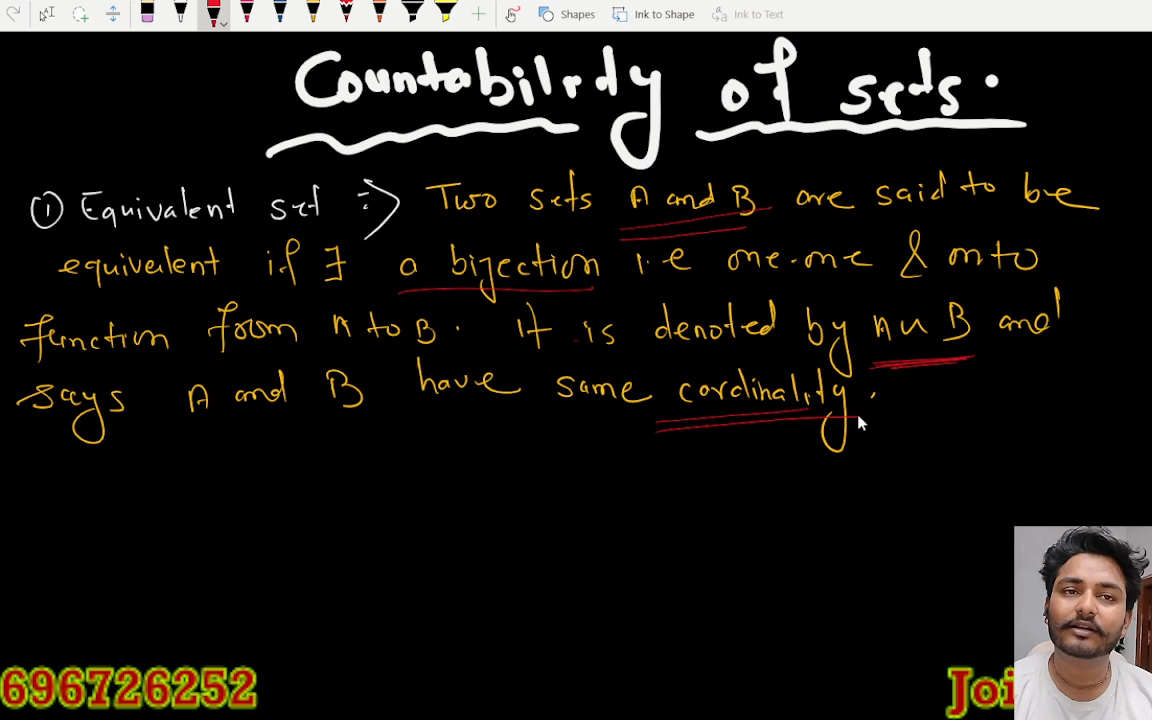 Shapes Ink to Shape Ink to Text
Countability of sets.
① Equivalent set :⇒ Two sets A and B are said to be
equivalent if ∃ a bijection i.e one-one & onto
function from A to B. It is denoted by A ∪ B and
says A and B have same cardinality.
696726252 Joi